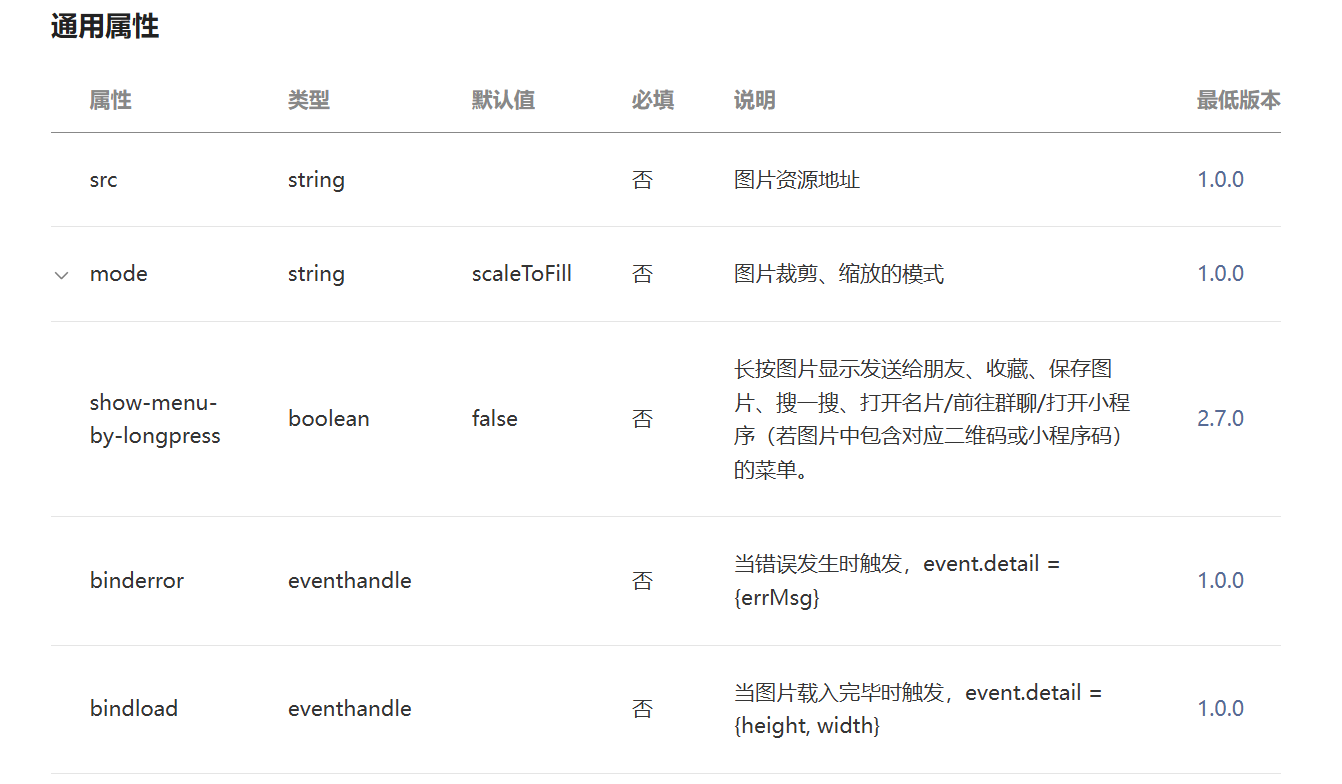 通用属性
属性 类型 默认值 必填 说明 最低版本
src string 否 图片资源地址 1.0.0
mode string scaleToFill 否 图片裁剪、缩放的模式 1.0.0
show-menu-
by-longpress
boolean false 否
长按图片显示发送给朋友、收藏、保存图
片、搜一搜、打开名片/前往群聊/打开小程
序（若图片中包含对应二维码或小程序码）
的菜单。
2.7.0
binderror eventhandle 否
当错误发生时触发，event.detail =
{errMsg}
1.0.0
bindload eventhandle 否
当图片载入完毕时触发，event.detail =
{height, width}
1.0.0